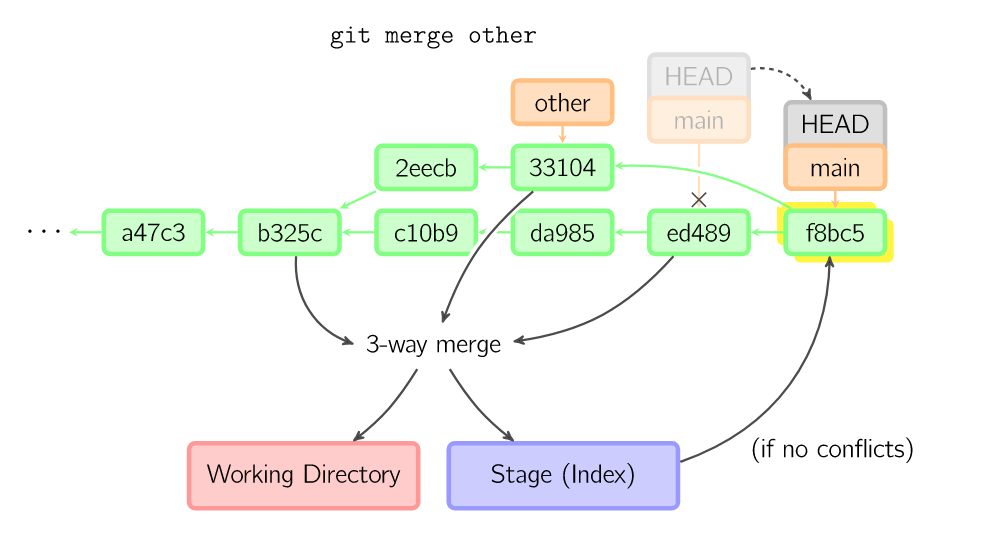 git merge other
HEAD
other
main
HEAD
main
2eecb
33104
...
a47c3
b325c
c10b9
da985
ed489
f8bc5
3-way merge
(if no conflicts)
Working Directory
Stage (Index)